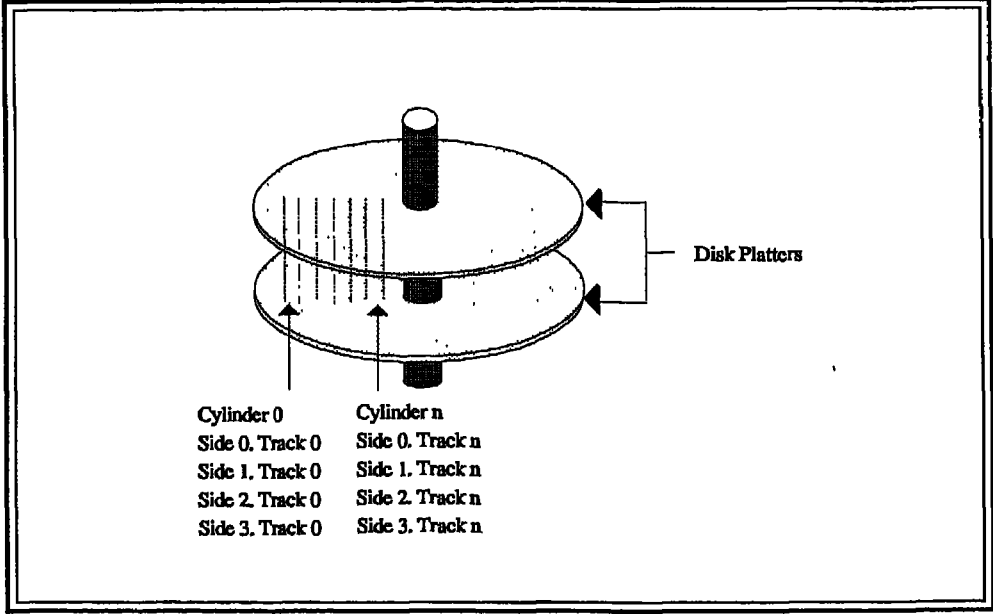 Disk Platters
Cylinder 0
Side 0. Track 0
Side 1. Track 0
Side 2. Track 0
Side 3. Track 0
Cylinder n
Side 0. Track n
Side 1. Track n
Side 2. Track n
Side 3. Track n